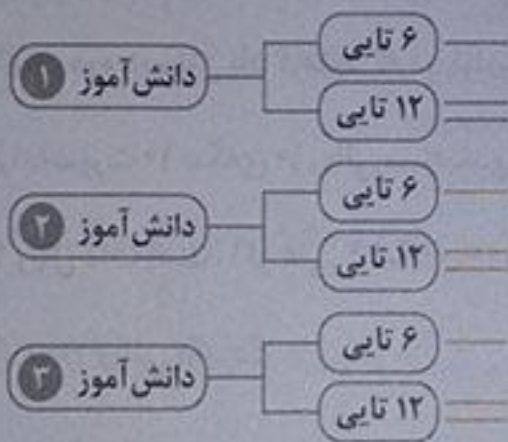 ۶ تایی
دانش‌آموز ۱
۱۲ تایی
۶ تایی
دانش‌آموز ۲
۱۲ تایی
۶ تایی
دانش‌آموز ۳
۱۲ تایی